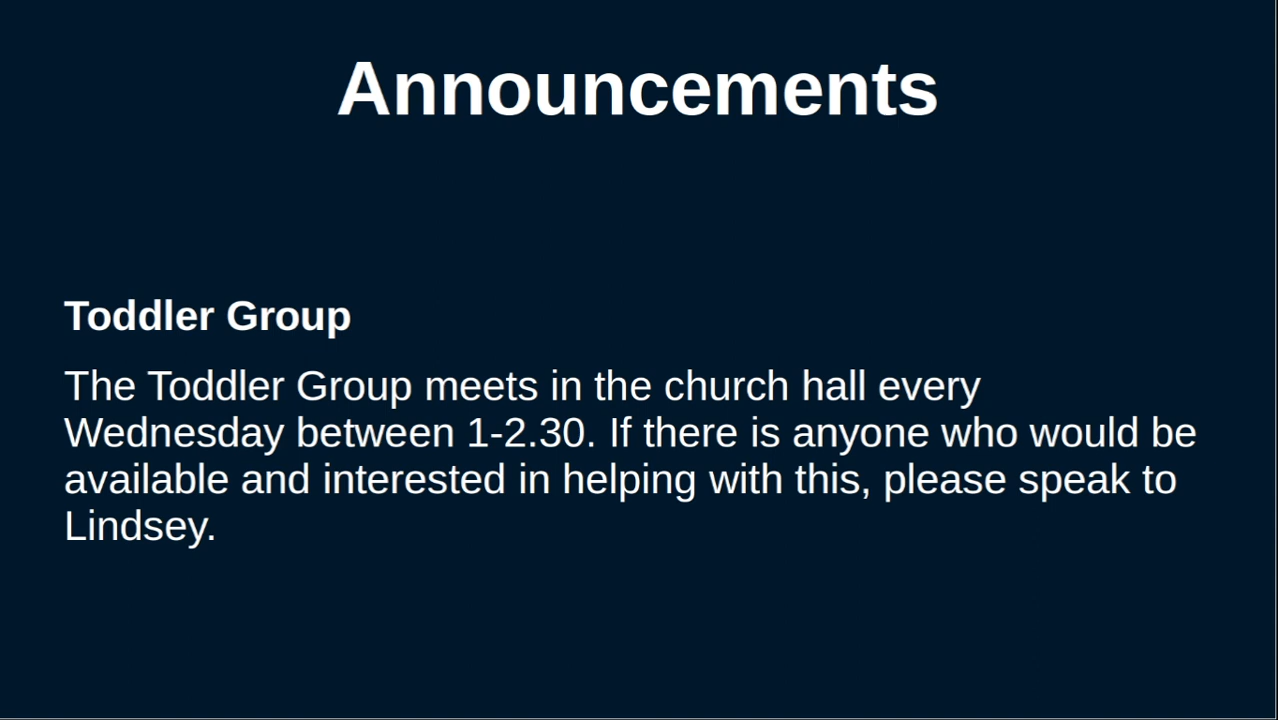 Announcements
Toddler Group
The Toddler Group meets in the church hall every
Wednesday between 1-2.30. If there is anyone who would be
available and interested in helping with this, please speak to
Lindsey.